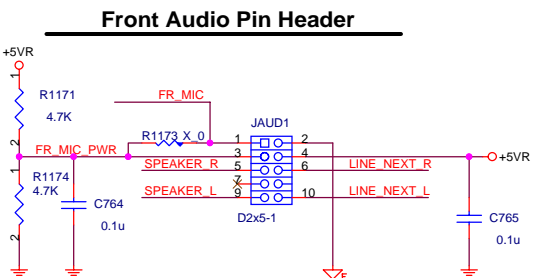 Front Audio Pin Header
+5VR
1
R1171
4.7K
2
FR_MIC
JAUD1
R1173 X_0
1
2
FR_MIC_PWR
3
4
+5VR
1
SPEAKER_R
5
6
LINE_NEXT_R
R1174
4.7K
7
SPEAKER_L
9
10
LINE_NEXT_L
C764
0.1u
D2x5-1
C765
0.1u
2